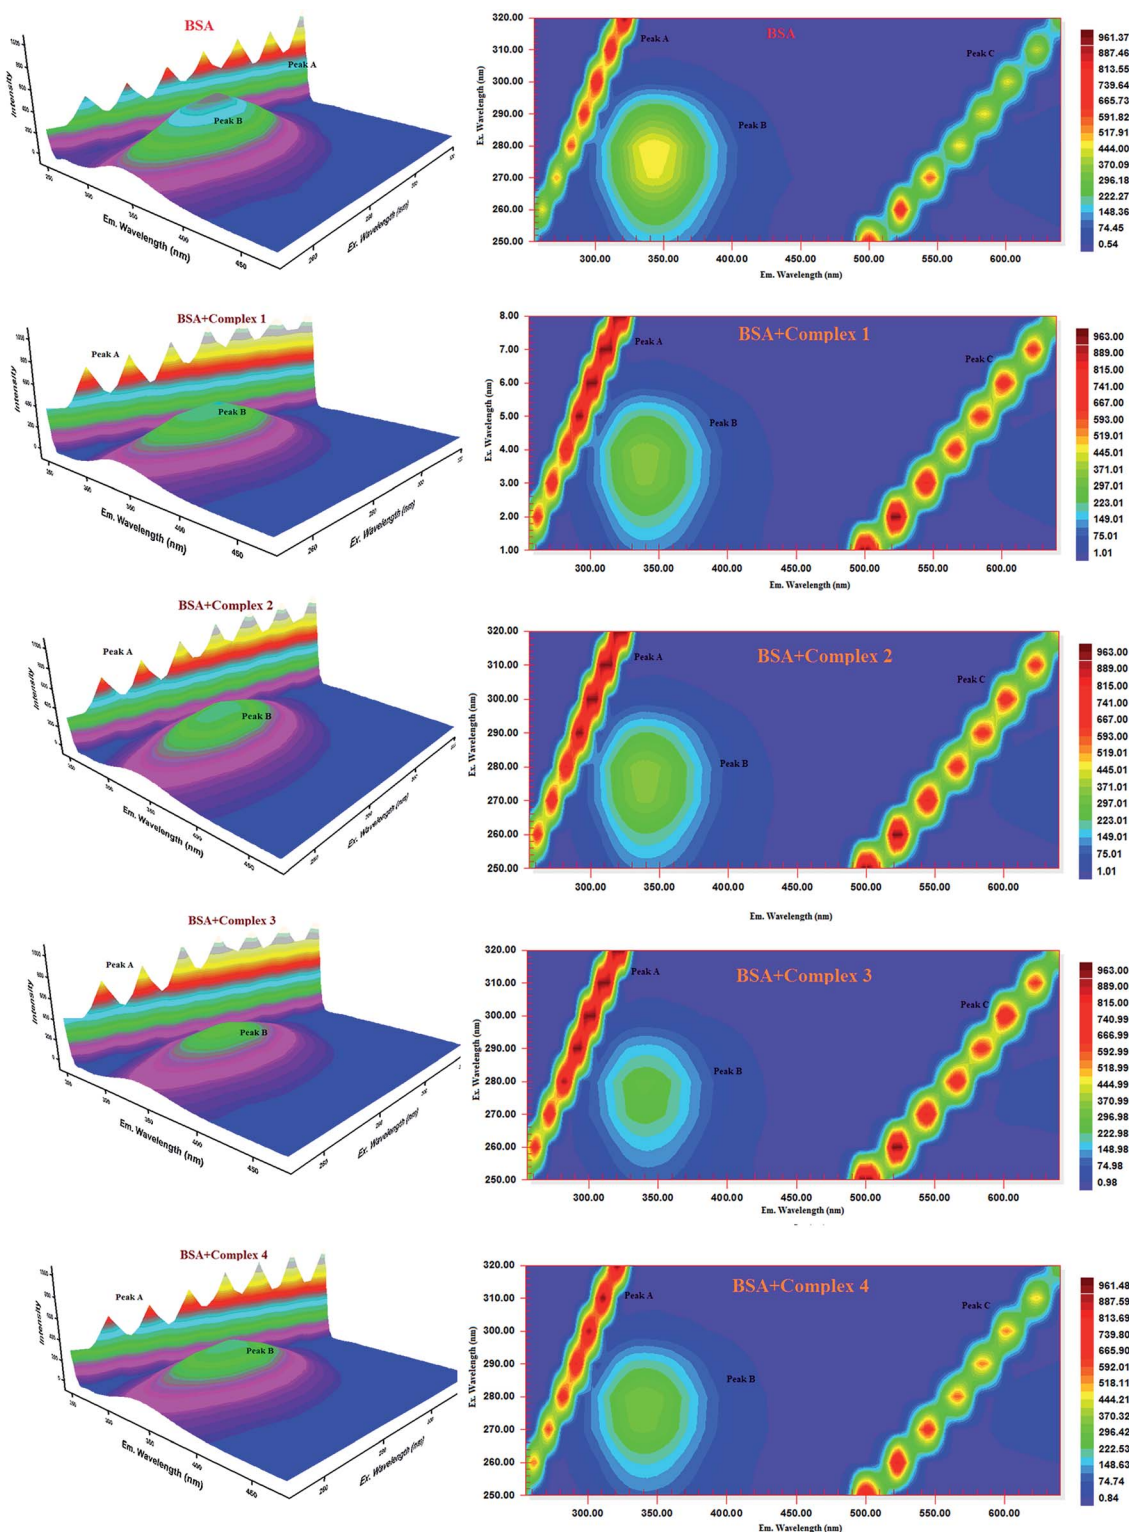 BSA
Peak A
Peak B
Intensity
Em. Wavelength (nm)
Ex. Wavelength (nm)
BSA
Peak A
Peak B
Peak C
Ex. Wavelength (nm)
320.00
310.00
300.00
290.00
280.00
270.00
260.00
250.00
300.00 350.00 400.00 450.00 500.00 550.00 600.00
Em. Wavelength (nm)
961.37
887.46
813.55
739.64
665.73
591.82
517.91
444.00
370.09
296.18
222.27
148.36
74.45
0.54
BSA+Complex 1
Peak A
Peak B
Intensity
Em. Wavelength (nm)
Ex. Wavelength (nm)
BSA+Complex 1
Peak A
Peak B
Peak C
Ex. Wavelength (nm)
8.00
7.00
6.00
5.00
4.00
3.00
2.00
1.00
300.00 350.00 400.00 450.00 500.00 550.00 600.00
Em. Wavelength (nm)
963.00
889.00
815.00
741.00
667.00
593.00
519.01
445.01
371.01
297.01
223.01
149.01
75.01
1.01
BSA+Complex 2
Peak A
Peak B
Intensity
Em. Wavelength (nm)
Ex. Wavelength (nm)
BSA+Complex 2
Peak A
Peak B
Peak C
Ex. Wavelength (nm)
320.00
310.00
300.00
290.00
280.00
270.00
260.00
250.00
300.00 350.00 400.00 450.00 500.00 550.00 600.00
Em. Wavelength (nm)
963.00
889.00
815.00
741.00
667.00
593.00
519.01
445.01
371.01
297.01
223.01
149.01
75.01
1.01
BSA+Complex 3
Peak A
Peak B
Intensity
Em. Wavelength (nm)
Ex. Wavelength (nm)
BSA+Complex 3
Peak A
Peak B
Peak C
Ex. Wavelength (nm)
320.00
310.00
300.00
290.00
280.00
270.00
260.00
250.00
300.00 350.00 400.00 450.00 500.00 550.00 600.00
Em. Wavelength (nm)
963.00
889.00
815.00
740.99
666.99
592.99
518.99
444.99
370.99
296.98
222.98
148.98
74.98
0.98
BSA+Complex 4
Peak A
Peak B
Intensity
Em. Wavelength (nm)
Ex. Wavelength (nm)
BSA+Complex 4
Peak A
Peak B
Peak C
Ex. Wavelength (nm)
320.00
310.00
300.00
290.00
280.00
270.00
260.00
250.00
300.00 350.00 400.00 450.00 500.00 550.00 600.00
Em. Wavelength (nm)
961.48
887.59
813.69
739.80
665.90
592.01
518.11
444.21
370.32
296.42
222.53
148.63
74.74
0.84